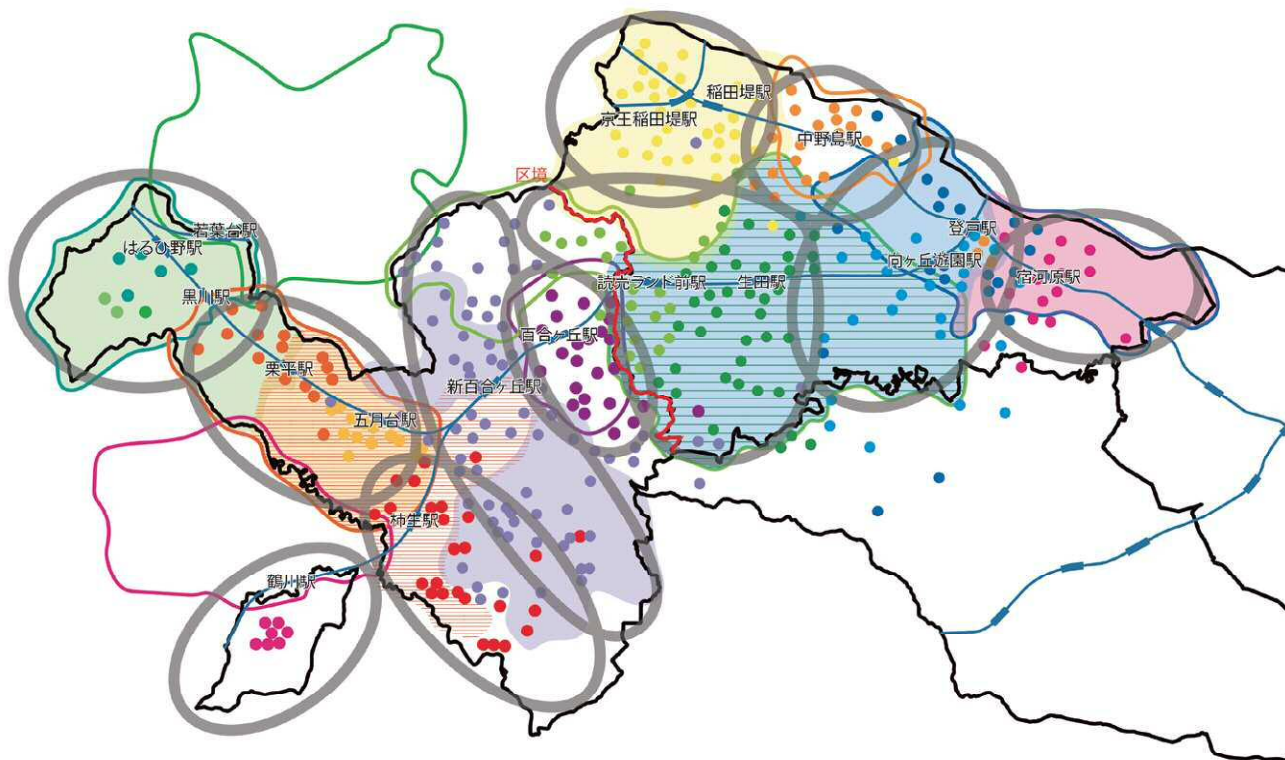 稲田堤駅
京王稲田堤駅
中野島駅
区境
若葉台駅
はるひ野駅
登戸駅
向ヶ丘遊園駅
宿河原駅
読売ランド前駅
生田駅
黒川駅
百合ヶ丘駅
栗平駅
新百合ヶ丘駅
五月台駅
柿生駅
鶴川駅